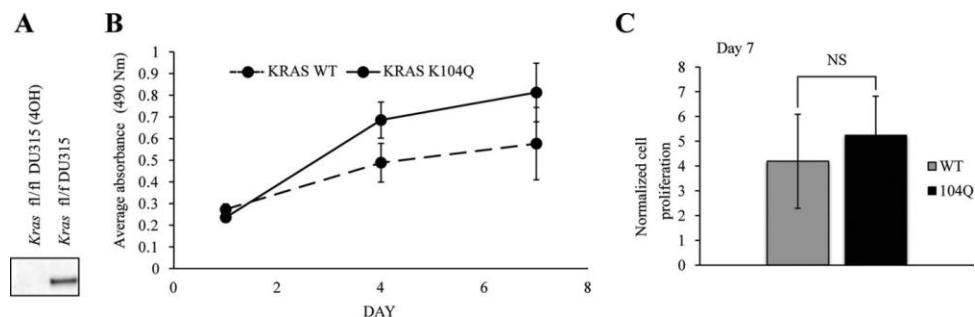 A
Kras fl/fl DU315 (4OH)
Kras fl/f DU315
B
Average absorbance (490 Nm)
1
0.9
0.8
0.7
0.6
0.5
0.4
0.3
0.2
0.1
0
KRAS WT
KRAS K104Q
0 2 4 6 8
DAY
C
Day 7
NS
Normalized cell
proliferation
8
7
6
5
4
3
2
1
0
WT
104Q